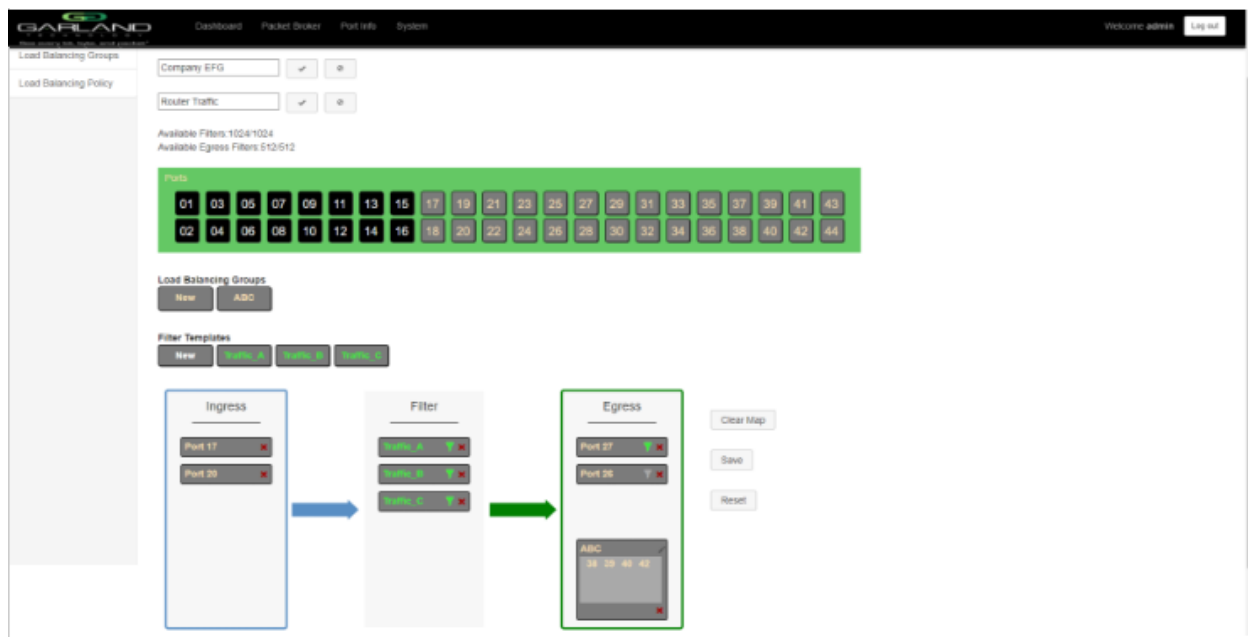 GARLAND
TECHNOLOGY
Dashboard Packet Broker Port Info System Welcome admin Log out
Load Balancing Groups
Load Balancing Policy
Company EFG
Router Traffic
Available Filters:1024/1024
Available Egress Filters:512/512
Ports
01 03 05 07 09 11 13 15 17 19 21 23 25 27 29 31 33 35 37 39 41 43
02 04 06 08 10 12 14 16 18 20 22 24 26 28 30 32 34 36 38 40 42 44
Load Balancing Groups
New ABC
Filter Templates
New Traffic_A Traffic_B Traffic_C
Ingress Filter Egress
Clear Map
Port 17 Traffic_A Port 27
Save
Port 20 Traffic_B Port 26
Traffic_C
Reset
ABC
38 39 40 42